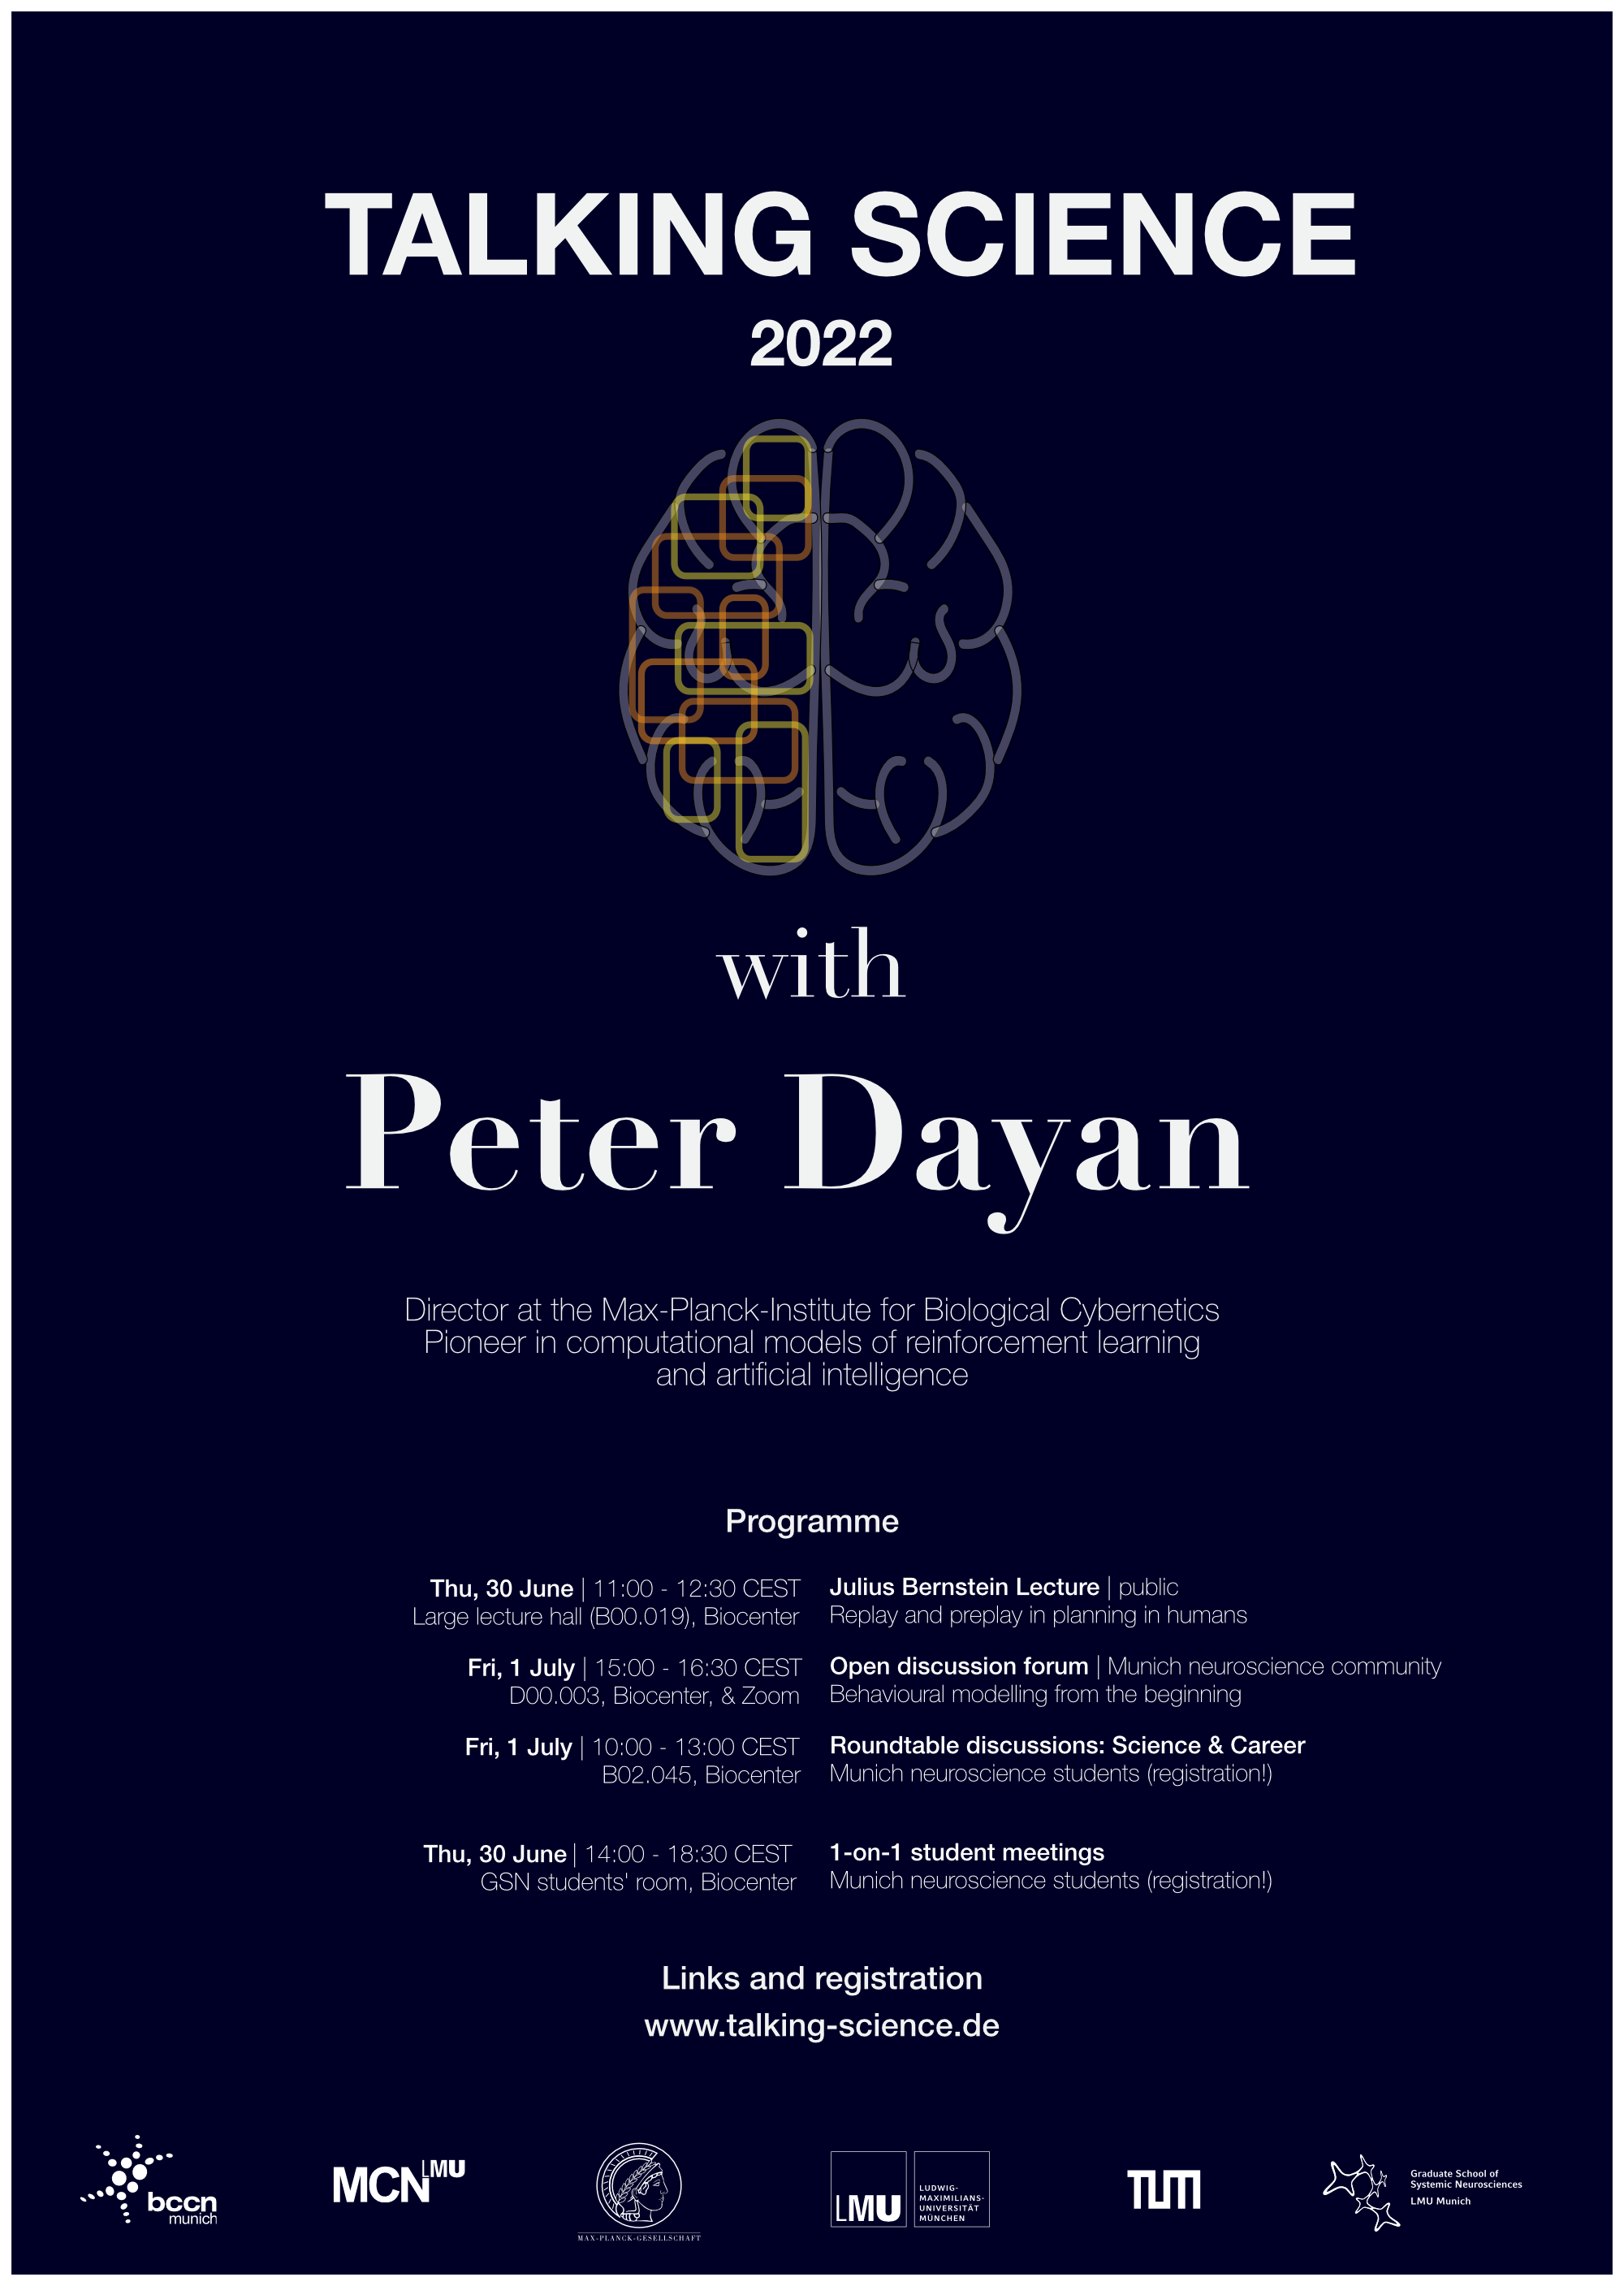 TALKING SCIENCE
2022
with
Peter Dayan
Director at the Max-Planck-Institute for Biological Cybernetics
Pioneer in computational models of reinforcement learning
and artificial intelligence
Programme
Thu, 30 June | 11:00 - 12:30 CEST
Large lecture hall (B00.019), Biocenter
Julius Bernstein Lecture | public
Replay and preplay in planning in humans
Fri, 1 July | 15:00 - 16:30 CEST
D00.003, Biocenter, & Zoom
Open discussion forum | Munich neuroscience community
Behavioural modelling from the beginning
Fri, 1 July | 10:00 - 13:00 CEST
B02.045, Biocenter
Roundtable discussions: Science & Career
Munich neuroscience students (registration!)
Thu, 30 June | 14:00 - 18:30 CEST
GSN students' room, Biocenter
1-on-1 student meetings
Munich neuroscience students (registration!)
Links and registration
www.talking-science.de
bccn
munich
MCN LMU
MAX-PLANCK-GESELLSCHAFT
LMU
LUDWIG-
MAXIMILIANS-
UNIVERSITÄT
MÜNCHEN
TUM
Graduate School of
Systemic Neurosciences
LMU Munich